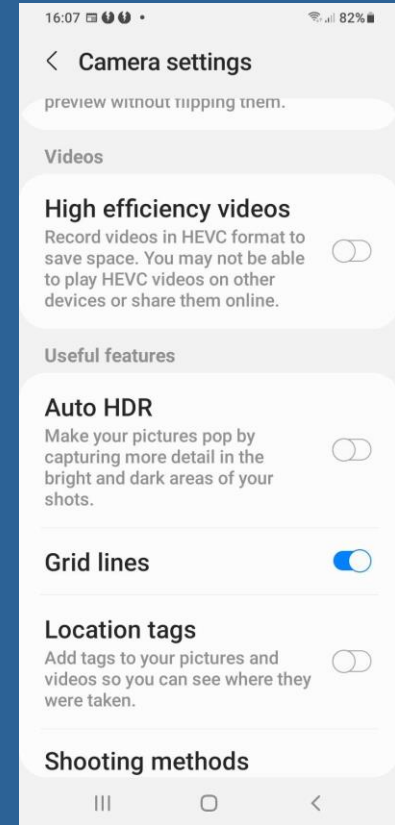 16:07 82%
Camera settings
preview without flipping them.
Videos
High efficiency videos
Record videos in HEVC format to
save space. You may not be able
to play HEVC videos on other
devices or share them online.
Useful features
Auto HDR
Make your pictures pop by
capturing more detail in the
bright and dark areas of your
shots.
Grid lines
Location tags
Add tags to your pictures and
videos so you can see where they
were taken.
Shooting methods